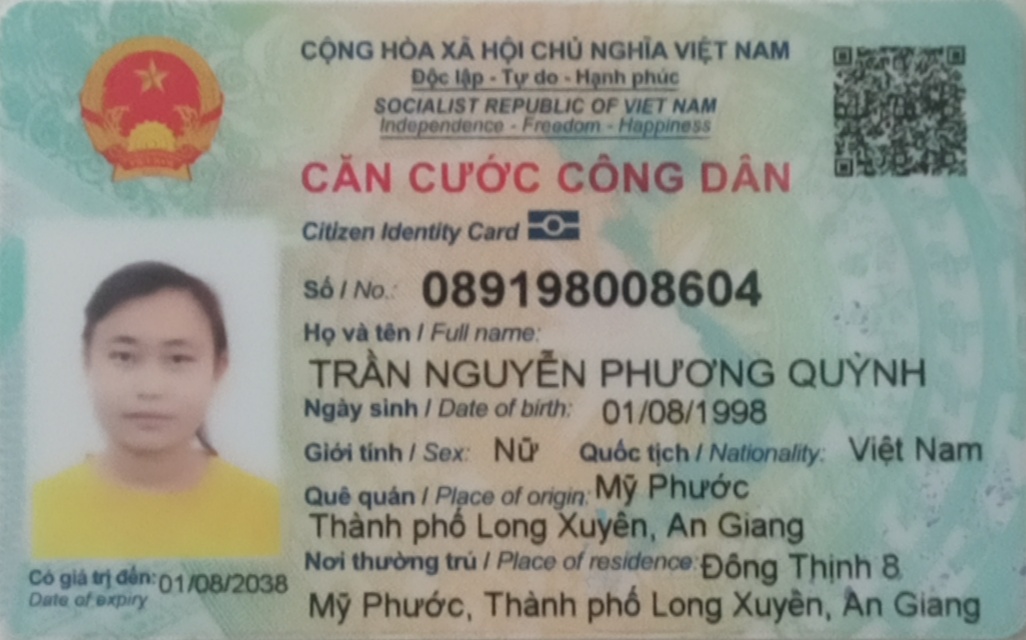 CỘNG HÒA XÃ HỘI CHỦ NGHĨA VIỆT NAM
Độc lập - Tự do - Hạnh phúc
SOCIALIST REPUBLIC OF VIET NAM
Independence - Freedom - Happiness
CĂN CƯỚC CÔNG DÂN
Citizen Identity Card
Số / No.: 089198008604
Họ và tên / Full name:
TRẦN NGUYỄN PHƯƠNG QUỲNH
Ngày sinh / Date of birth: 01/08/1998
Giới tính / Sex: Nữ Quốc tịch / Nationality: Việt Nam
Quê quán / Place of origin: Mỹ Phước
Thành phố Long Xuyên, An Giang
Nơi thường trú / Place of residence: Đông Thịnh 8
Mỹ Phước, Thành phố Long Xuyên, An Giang
Có giá trị đến: 01/08/2038
Date of expiry